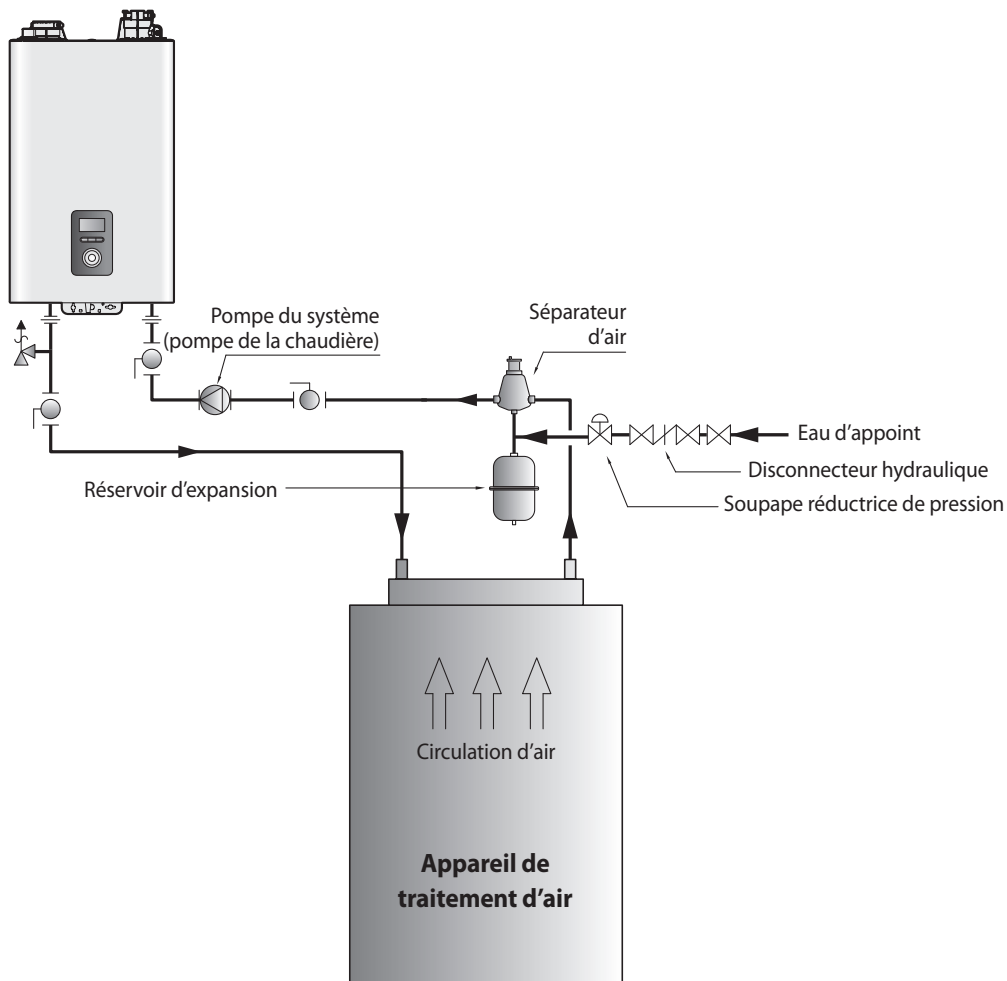 Pompe du système
(pompe de la chaudière)
Séparateur
d’air
Eau d’appoint
Disconnecteur hydraulique
Réservoir d’expansion
Soupape réductrice de pression
Circulation d’air
Appareil de
traitement d’air